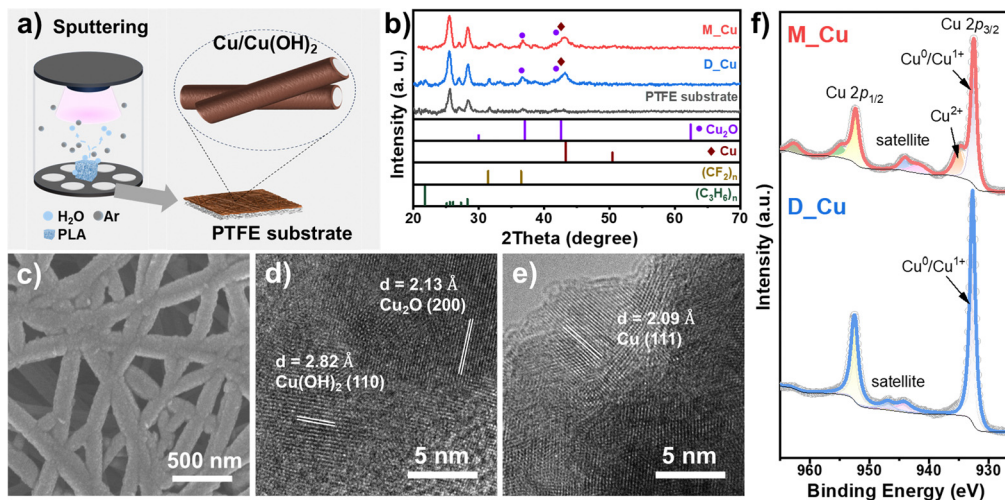 a)
Sputtering
Cu/Cu(OH)2
H2O
Ar
PLA
PTFE substrate
b)
Intensity (a. u.)
M_Cu
D_Cu
PTFE substrate
Cu2O
Cu
(CF2)n
(C3H6)n
20 30 40 50 60 70
2Theta (degree)
c)
500 nm
d)
d = 2.13 Å
Cu2O (200)
d = 2.82 Å
Cu(OH)2 (110)
5 nm
e)
d = 2.09 Å
Cu (111)
5 nm
f)
Intensity (a.u.)
M_Cu
Cu 2p3/2
Cu0/Cu1+
Cu 2p1/2
Cu2+
satellite
D_Cu
Cu0/Cu1+
satellite
960 950 940 930
Binding Energy (eV)